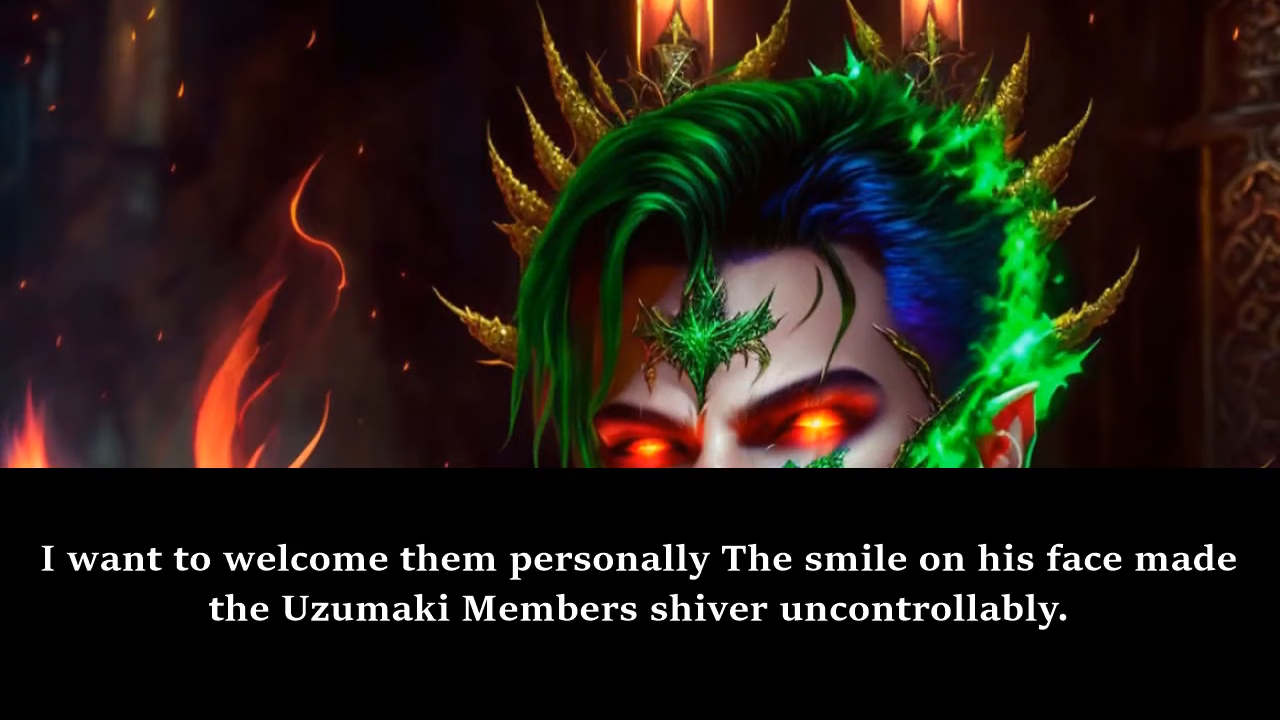 I want to welcome them personally The smile on his face made
the Uzumaki Members shiver uncontrollably.